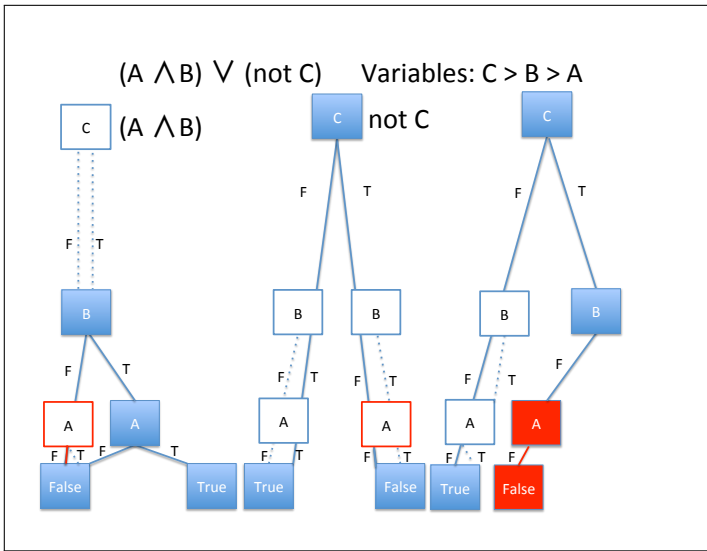 (A ∧ B) ∨ (not C) Variables: C > B > A
C (A ∧ B) C not C C
F T F T
F T
B B B B
F T F T F T F
A A A A A A
F T F T F T F T T F
False True True False True False